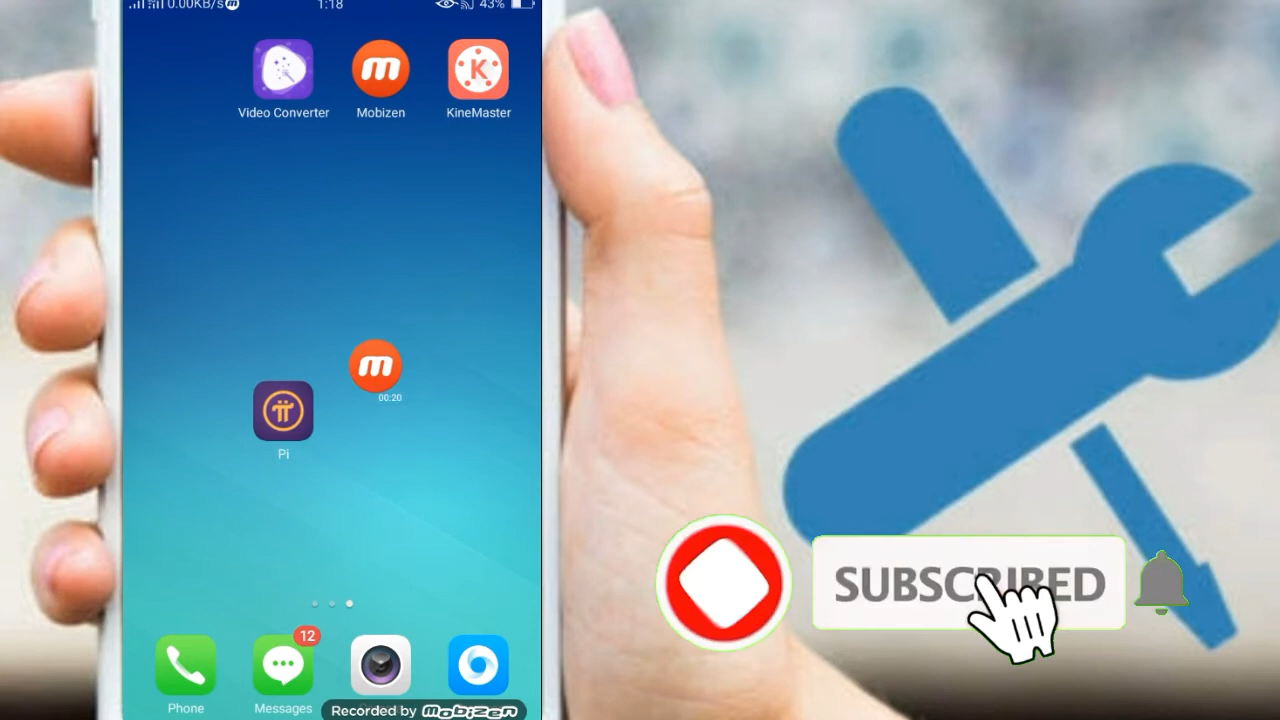 0.00KB/s
1:18
43%
Video Converter
Mobizen
KineMaster
00:20
Pi
12
Phone
Messages
Recorded by mobizen
SUBSCRIBED